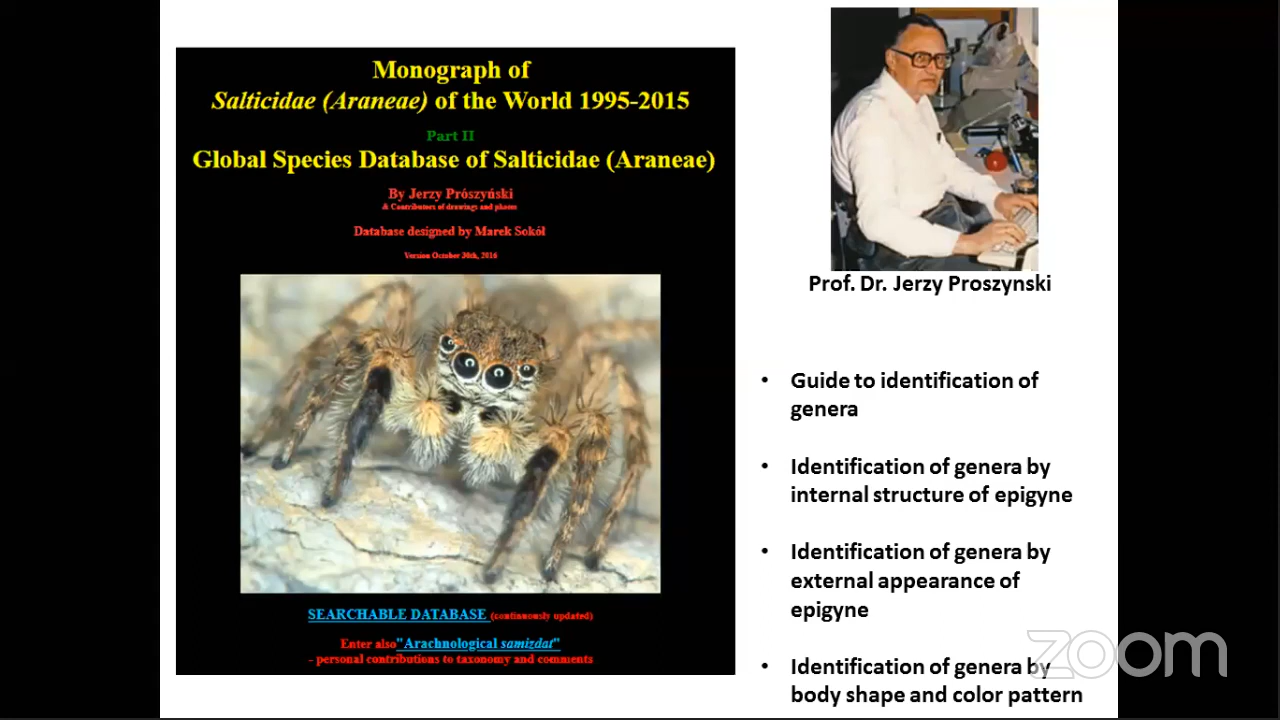 Monograph of
Salticidae (Araneae) of the World 1995-2015
Part II
Global Species Database of Salticidae (Araneae)
By Jerzy Prószyński
& Contributors of drawings and photos
Database designed by Marek Sokół
Version October 30th, 2016
SEARCHABLE DATABASE (continuously updated)
Enter also "Arachnological samizdat"
- personal contributions to taxonomy and comments
Prof. Dr. Jerzy Proszynski
• Guide to identification of
genera
• Identification of genera by
internal structure of epigyne
• Identification of genera by
external appearance of
epigyne
• Identification of genera by
body shape and color pattern
zoom